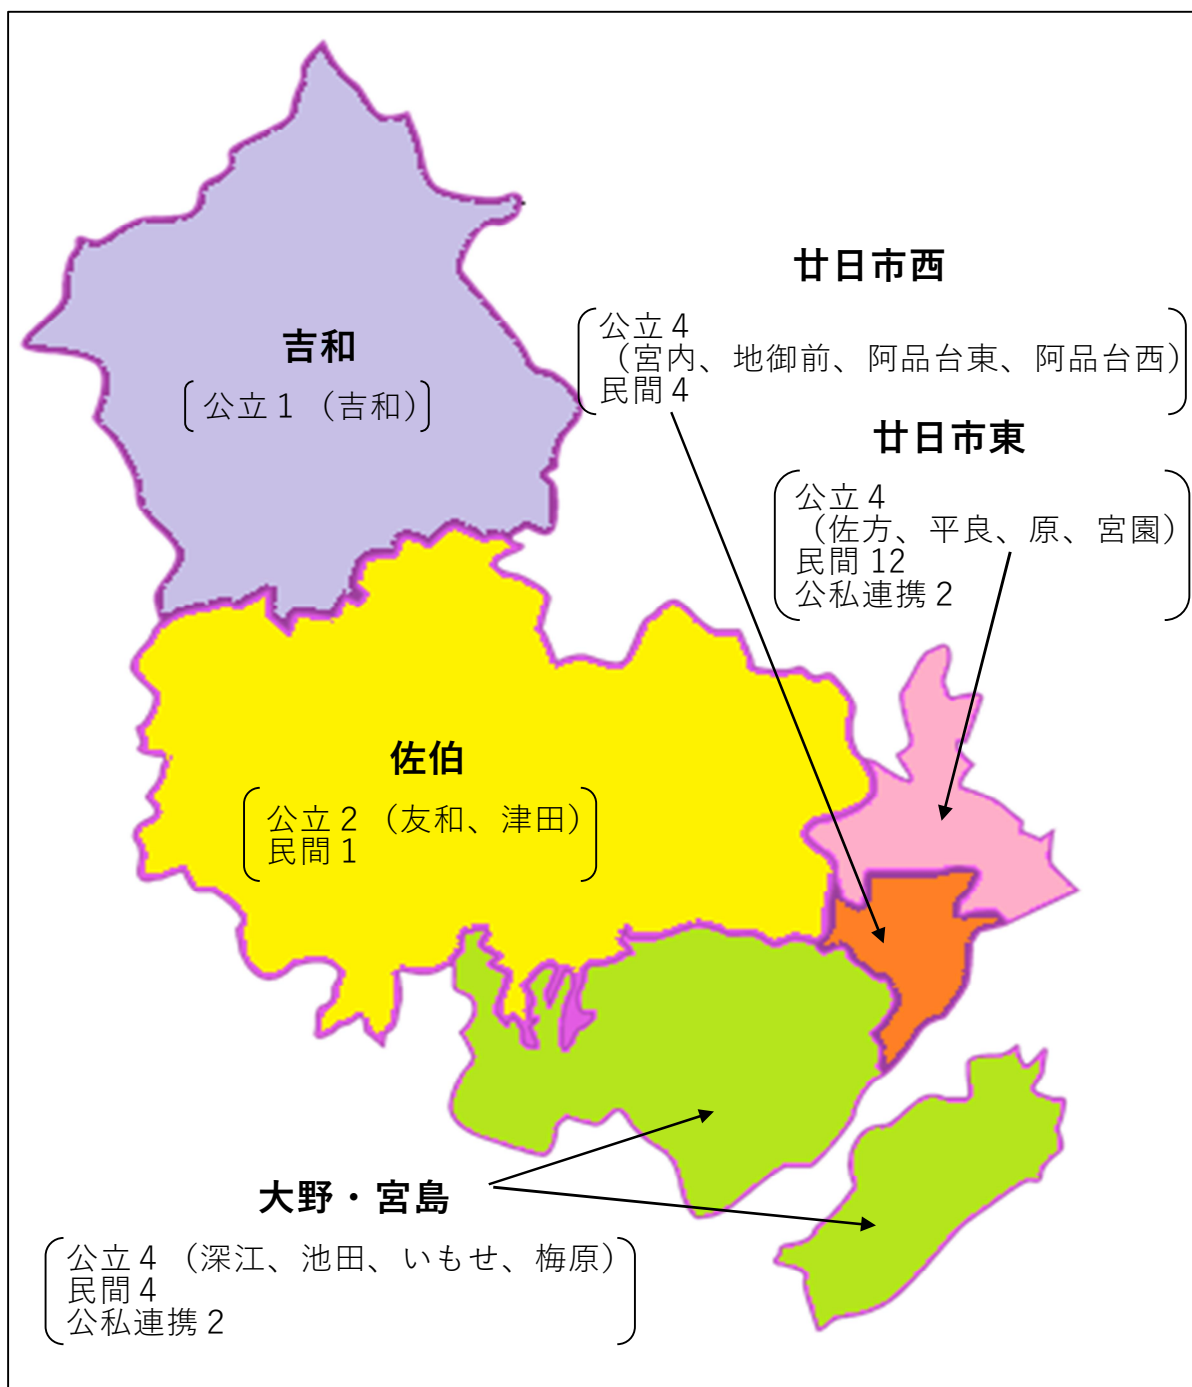 廿日市西
公立４
（宮内、地御前、阿品台東、阿品台西）
民間４
吉和
公立１（吉和）
廿日市東
公立４
（佐方、平良、原、宮園）
民間 12
公私連携２
佐伯
公立２（友和、津田）
民間１
大野・宮島
公立４（深江、池田、いもせ、梅原）
民間４
公私連携２